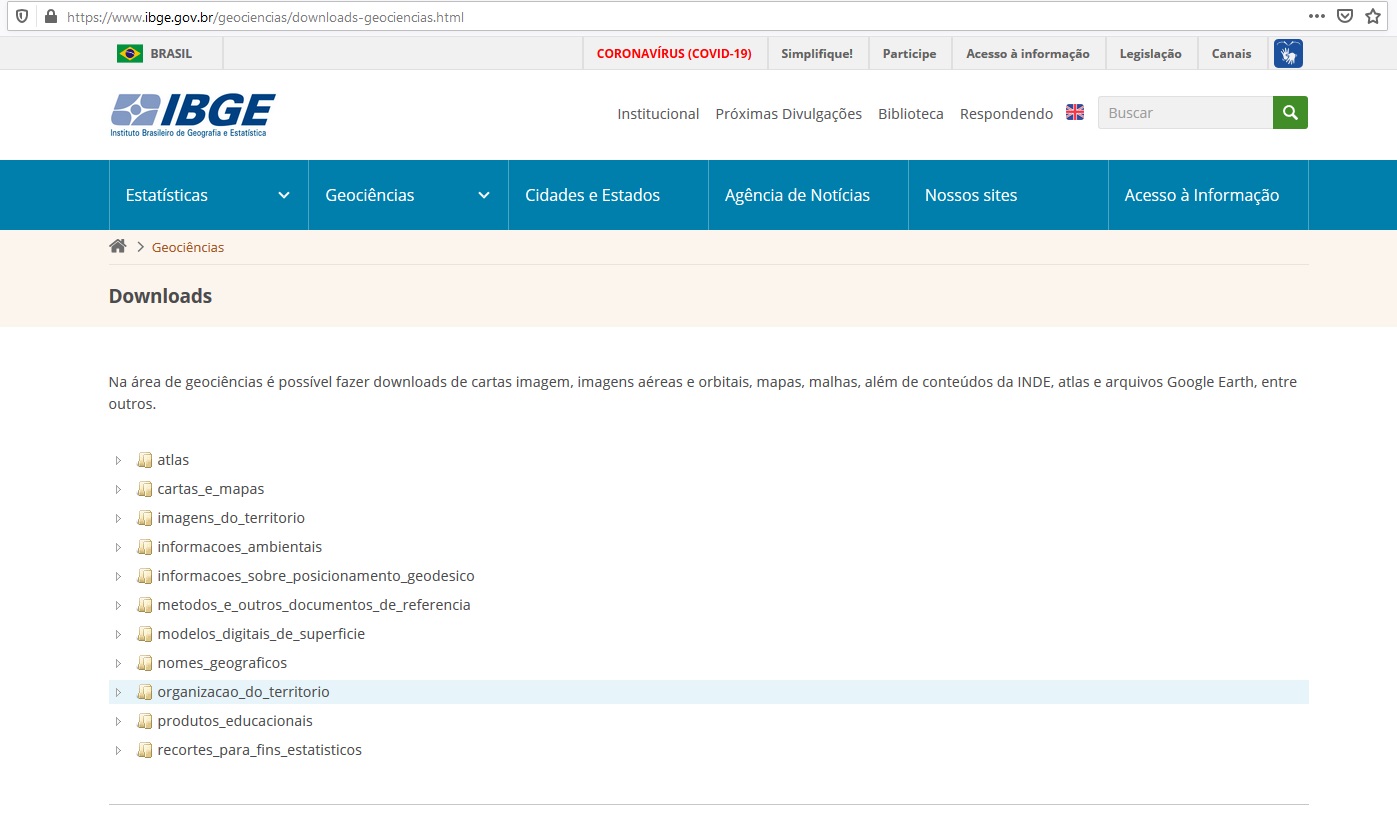 https://www.ibge.gov.br/geociencias/downloads-geociencias.html
BRASIL CORONAVÍRUS (COVID-19) Simplifique! Participe Acesso à informação Legislação Canais
IBGE
Instituto Brasileiro de Geografia e Estatística
Institucional Próximas Divulgações Biblioteca Respondendo Buscar
Estatísticas Geociências Cidades e Estados Agência de Notícias Nossos sites Acesso à Informação
Geociências
Downloads
Na área de geociências é possível fazer downloads de cartas imagem, imagens aéreas e orbitais, mapas, malhas, além de conteúdos da INDE, atlas e arquivos Google Earth, entre
outros.
atlas
cartas_e_mapas
imagens_do_territorio
informacoes_ambientais
informacoes_sobre_posicionamento_geodesico
metodos_e_outros_documentos_de_referencia
modelos_digitais_de_superficie
nomes_geograficos
organizacao_do_territorio
produtos_educacionais
recortes_para_fins_estatisticos